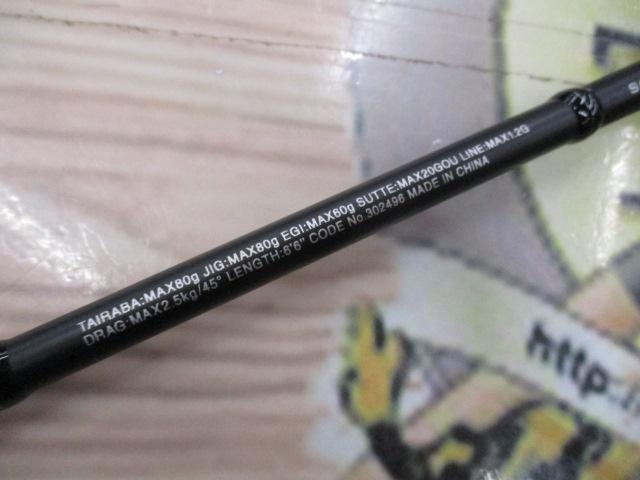 TAIRABA:MAX80g JIG:MAX80g EGI:MAX60g SUTTE:MAX20GOU LINE:MAX1.2G
DRAG:MAX2.5kg/45° LENGTH:6'6" CODE No.302496 MADE IN CHINA
http:/